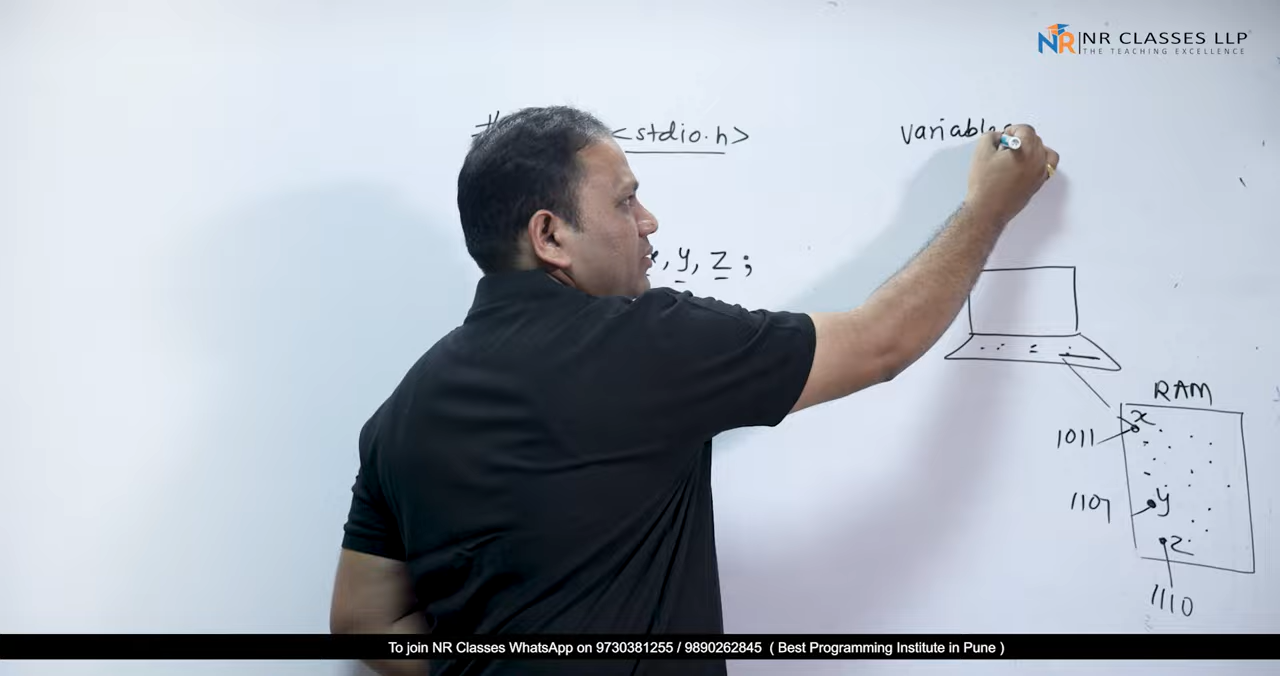 NR CLASSES LLP
THE TEACHING EXCELLENCE
# <stdio.h>
variables
, y, z ;
RAM
x
1011
1107
y
z
1110
To join NR Classes WhatsApp on 9730381255 / 9890262845 ( Best Programming Institute in Pune )